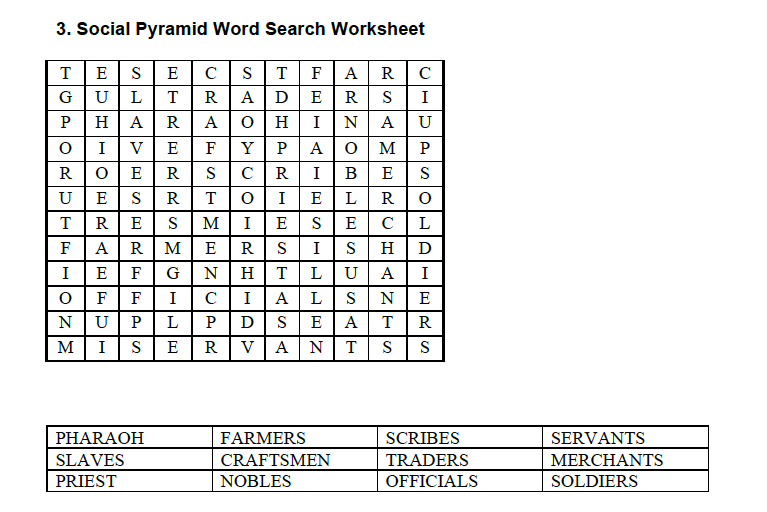 3. Social Pyramid Word Search Worksheet
T E S E C S T F A R C
G U L T R A D E R S I
P H A R A O H I N A U
O I V E F Y P A O M P
R O E R S C R I B E S
U E S R T O I E L R O
T R E S M I E S E C L
F A R M E R S I S H D
I E F G N H T L U A I
O F F I C I A L S N E
N U P L P D S E A T R
M I S E R V A N T S S
PHARAOH FARMERS SCRIBES SERVANTS
SLAVES CRAFTSMEN TRADERS MERCHANTS
PRIEST NOBLES OFFICIALS SOLDIERS